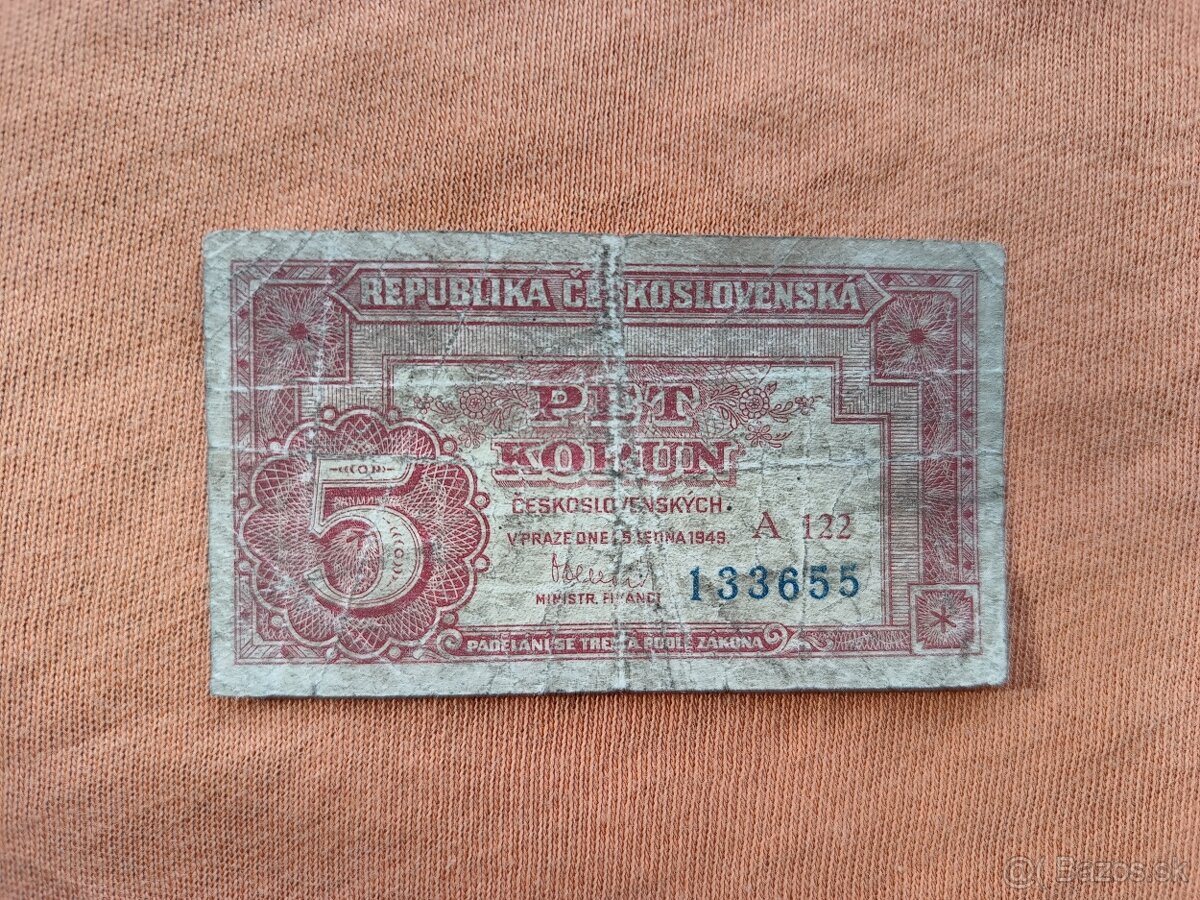 REPUBLIKA ČESKOSLOVENSKÁ
PĚT
KORUN
ČESKOSLOVENSKÝCH
V PRAZE DNE 25. LEDNA 1949. A 122
5
MINISTR FINANCÍ 133655
PADĚLÁNÍ SE TRESTÁ PODLE ZÁKONA
© Bazos.sk